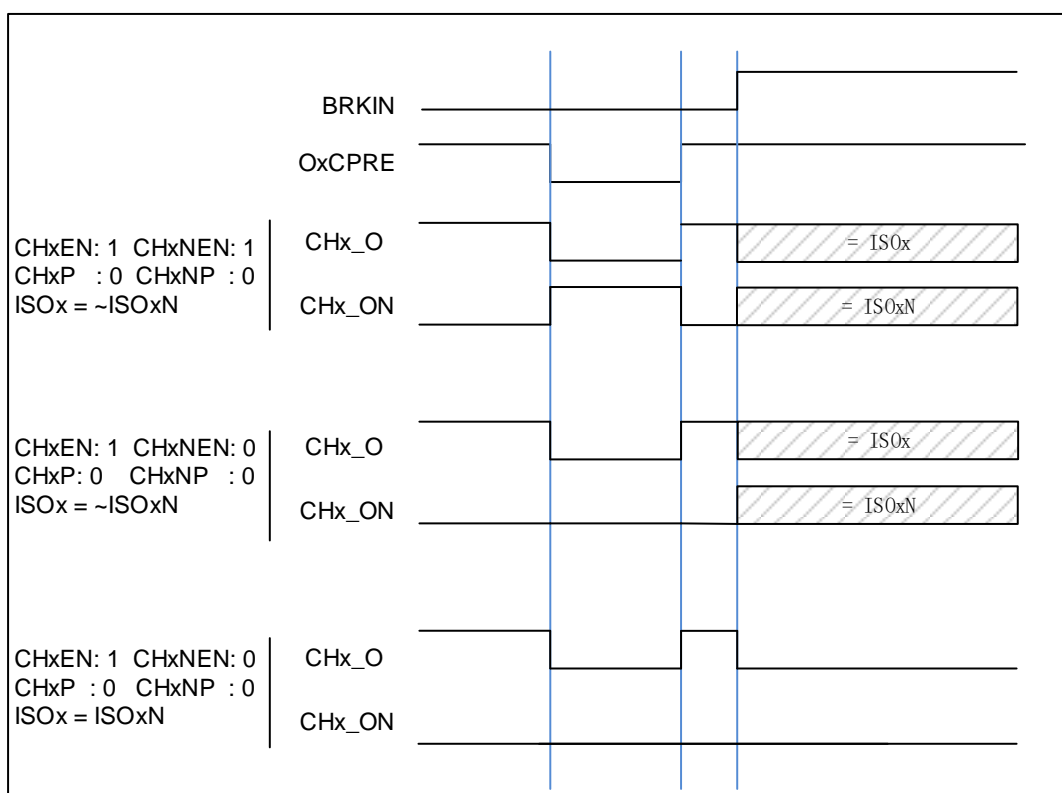 BRKIN
OxCPRE
CHxEN: 1 CHxNEN: 1
CHxP : 0 CHxNP : 0
ISOx = ~ISOxN
CHx_O
= ISOx
CHx_ON
= ISOxN
CHxEN: 1 CHxNEN: 0
CHxP: 0 CHxNP : 0
ISOx = ~ISOxN
CHx_O
= ISOx
CHx_ON
= ISOxN
CHxEN: 1 CHxNEN: 0
CHxP : 0 CHxNP : 0
ISOx = ISOxN
CHx_O
CHx_ON